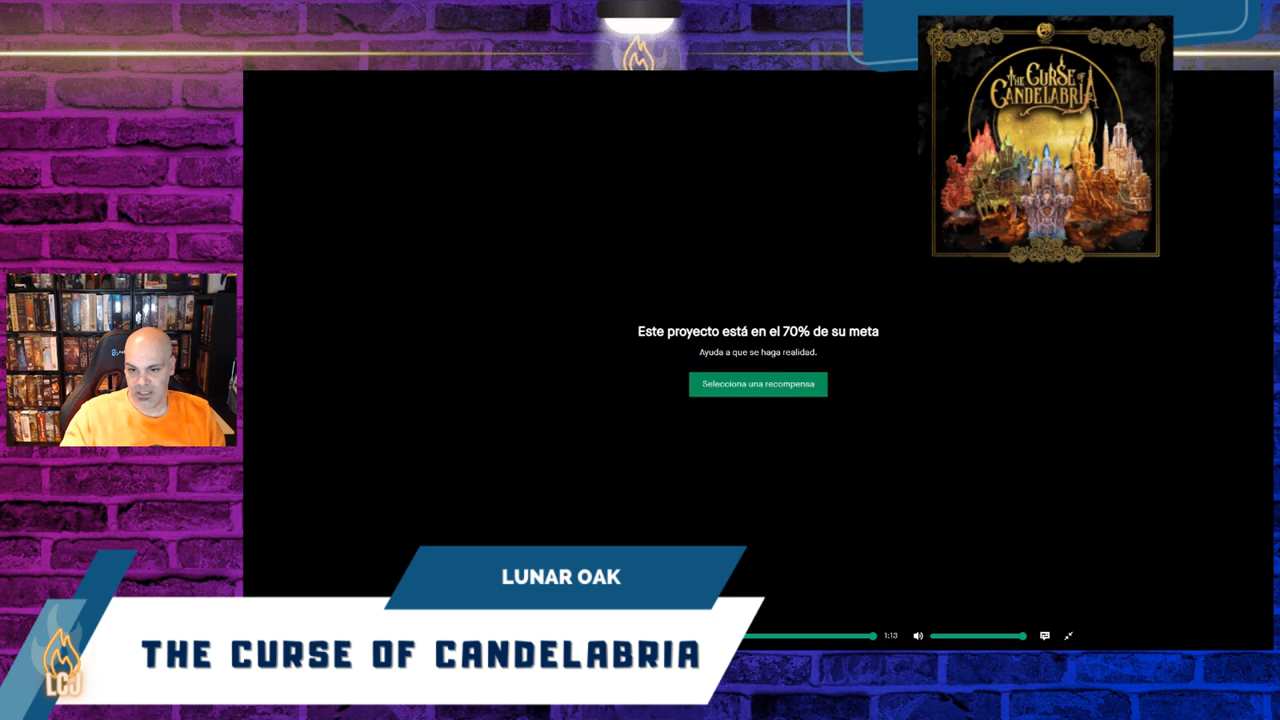 THE CURSE OF
CANDELABRIA
Este proyecto está en el 70% de su meta
Ayuda a que se haga realidad.
Selecciona una recompensa
LUNAR OAK
1:13
THE CURSE OF CANDELABRIA
LCJ